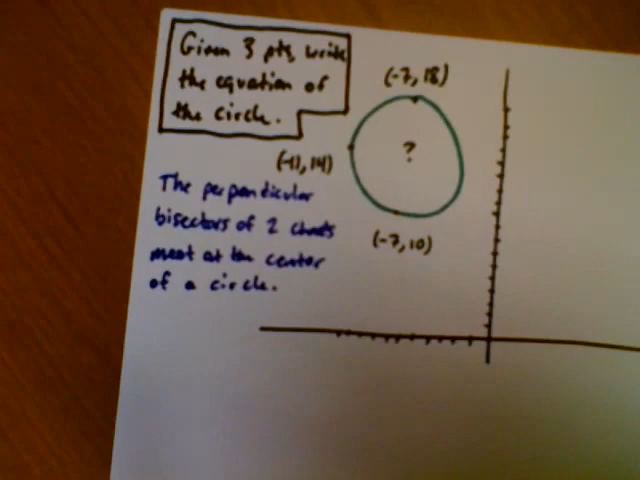 Given 3 pts, write
the equation of
the circle.
(-7, 18)
?
(-11, 14)
(-7, 10)
The perpendicular
bisectors of 2 chords
meet at the center
of a circle.